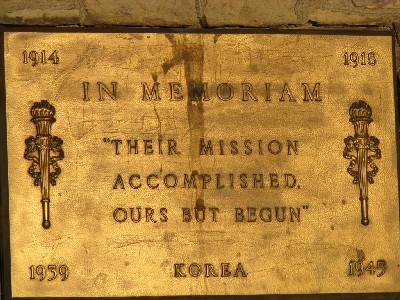 1914 1918
IN MEMORIAM
"THEIR MISSION
ACCOMPLISHED.
OURS BUT BEGUN"
1939 KOREA 1945